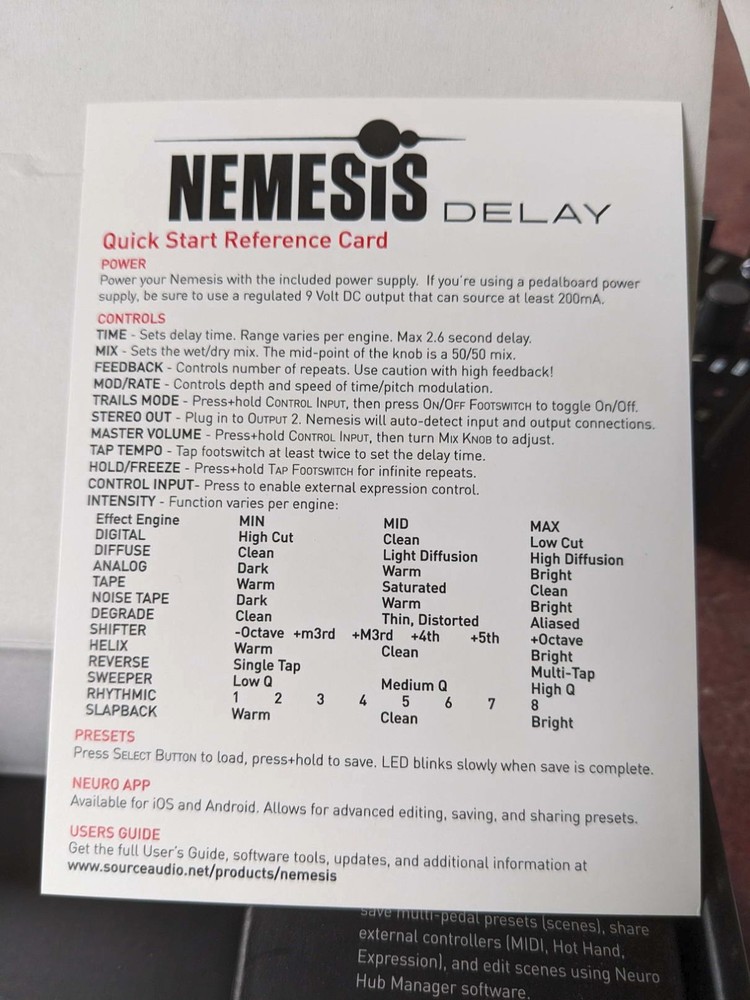 NEMESIS DELAY
Quick Start Reference Card
POWER
Power your Nemesis with the included power supply. If you're using a pedalboard power
supply, be sure to use a regulated 9 Volt DC output that can source at least 200mA.
CONTROLS
TIME - Sets delay time. Range varies per engine. Max 2.6 second delay.
MIX - Sets the wet/dry mix. The mid-point of the knob is a 50/50 mix.
FEEDBACK - Controls number of repeats. Use caution with high feedback!
MOD/RATE - Controls depth and speed of time/pitch modulation.
TRAILS MODE - Press+hold CONTROL INPUT, then press ON/OFF FOOTSWITCH to toggle On/Off.
STEREO OUT - Plug in to OUTPUT 2. Nemesis will auto-detect input and output connections.
MASTER VOLUME - Press+hold CONTROL INPUT, then turn MIX KNOB to adjust.
TAP TEMPO - Tap footswitch at least twice to set the delay time.
HOLD/FREEZE - Press+hold TAP FOOTSWITCH for infinite repeats.
CONTROL INPUT- Press to enable external expression control.
INTENSITY - Function varies per engine:
Effect Engine MIN MID MAX
DIGITAL High Cut Clean Low Cut
DIFFUSE Clean Light Diffusion High Diffusion
ANALOG Dark Warm Bright
TAPE Warm Saturated Clean
NOISE TAPE Dark Warm Bright
DEGRADE Clean Thin, Distorted Aliased
SHIFTER -Octave +m3rd +M3rd +4th +5th +Octave
HELIX Warm Clean Bright
REVERSE Single Tap Multi-Tap
SWEEPER Low Q Medium Q High Q
RHYTHMIC 1 2 3 4 5 6 7 8
SLAPBACK Warm Clean Bright
PRESETS
Press SELECT BUTTON to load, press+hold to save. LED blinks slowly when save is complete.
NEURO APP
Available for iOS and Android. Allows for advanced editing, saving, and sharing presets.
USERS GUIDE
Get the full User's Guide, software tools, updates, and additional information at
www.sourceaudio.net/products/nemesis
save multi-pedal presets (scenes), share
external controllers (MIDI, Hot Hand,
Expression), and edit scenes using Neuro
Hub Manager software.